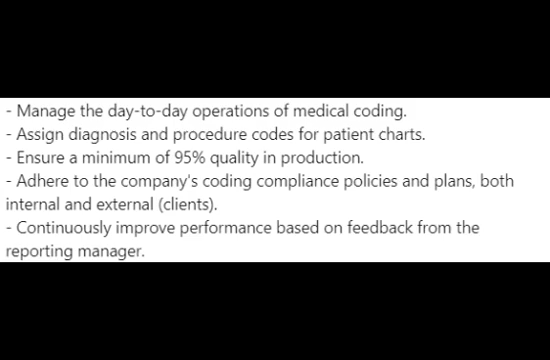 - Manage the day-to-day operations of medical coding.
- Assign diagnosis and procedure codes for patient charts.
- Ensure a minimum of 95% quality in production.
- Adhere to the company's coding compliance policies and plans, both
internal and external (clients).
- Continuously improve performance based on feedback from the
reporting manager.